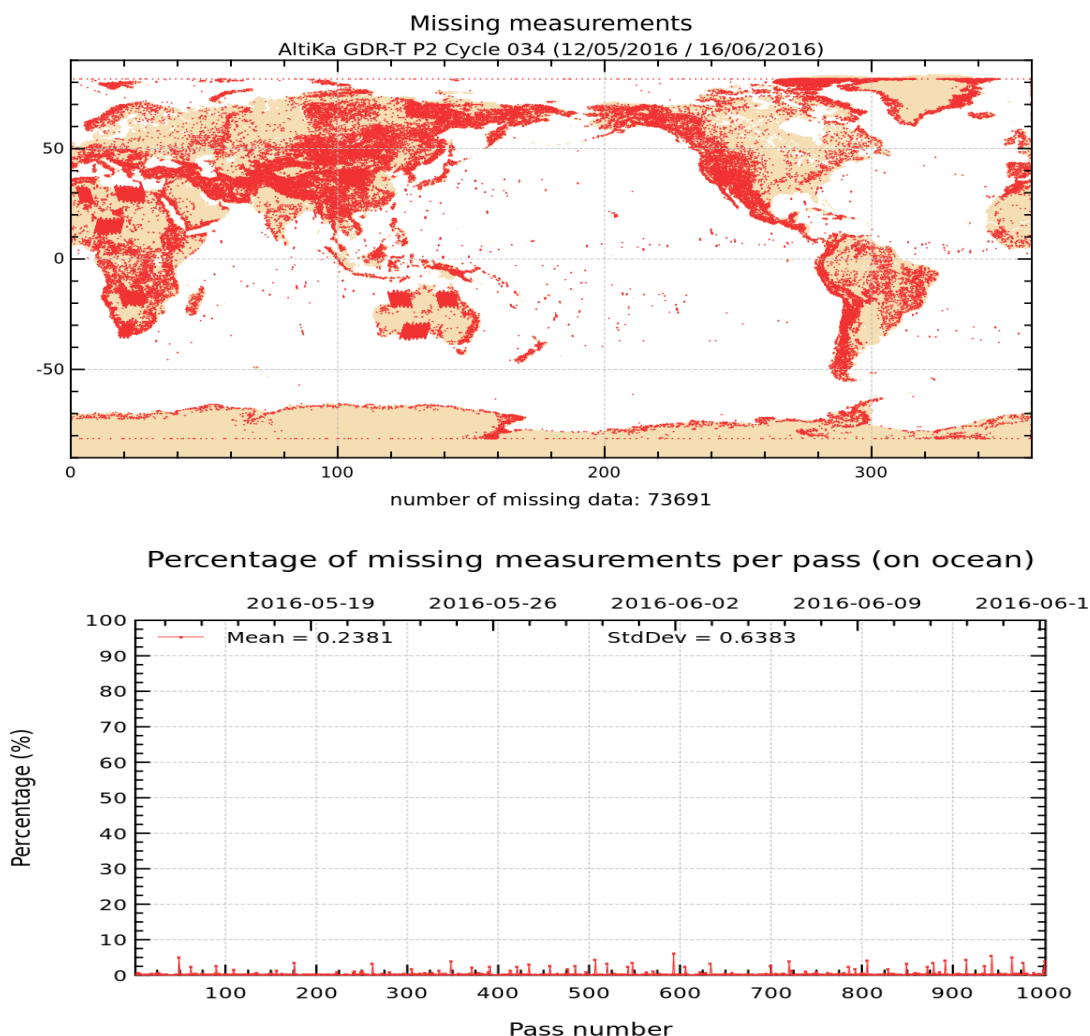 Missing measurements
AltiKa GDR-T P2 Cycle 034 (12/05/2016 / 16/06/2016)
50
0
-50
0 100 200 300
number of missing data: 73691
Percentage of missing measurements per pass (on ocean)
2016-05-19 2016-05-26 2016-06-02 2016-06-09 2016-06-1
Mean = 0.2381 StdDev = 0.6383
100
90
80
70
60
50
40
30
20
10
0
Percentage (%)
100 200 300 400 500 600 700 800 900 1000
Pass number